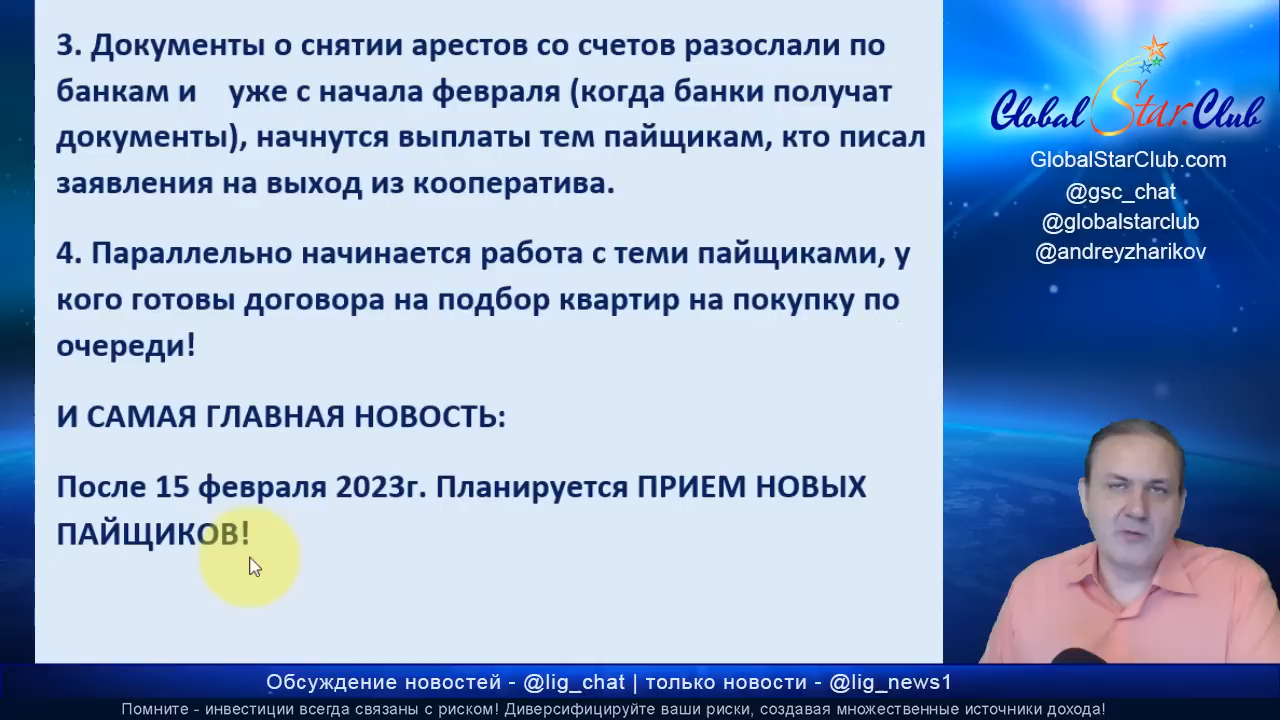 3. Документы о снятии арестов со счетов разослали по
банкам и    уже с начала февраля (когда банки получат
документы), начнутся выплаты тем пайщикам, кто писал
заявления на выход из кооператива.
4. Параллельно начинается работа с теми пайщиками, у
кого готовы договора на подбор квартир на покупку по
очереди!
И САМАЯ ГЛАВНАЯ НОВОСТЬ:
После 15 февраля 2023г. Планируется ПРИЕМ НОВЫХ
ПАЙЩИКОВ!
Global Star.Club
GlobalStarClub.com
@gsc_chat
@globalstarclub
@andreyzharikov
Обсуждение новостей - @lig_chat | только новости - @lig_news1
Помните - инвестиции всегда связаны с риском! Диверсифицируйте ваши риски, создавая множественные источники дохода!